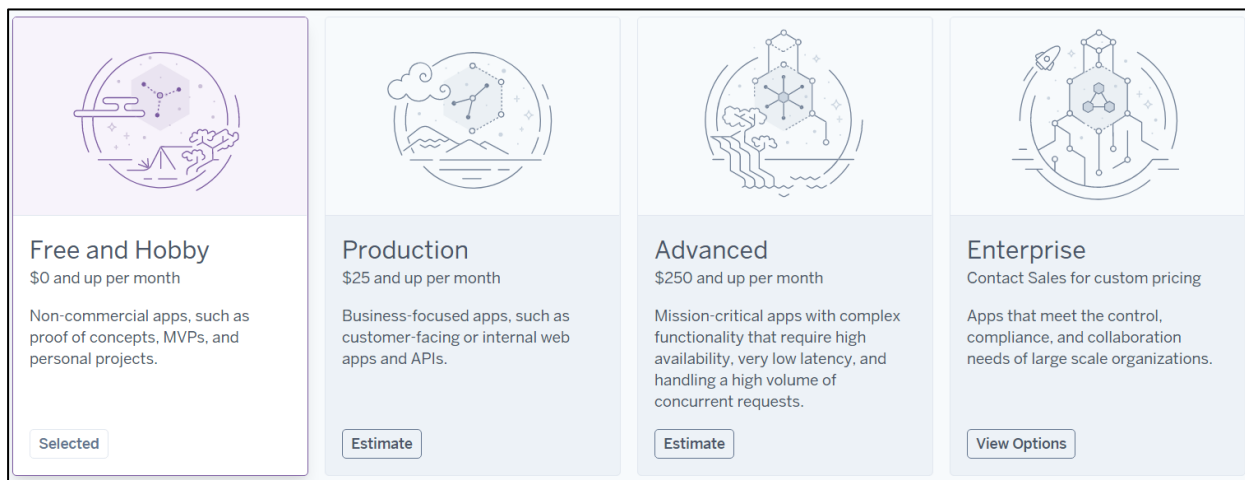 Free and Hobby
$0 and up per month
Non-commercial apps, such as
proof of concepts, MVPs, and
personal projects.
Selected
Production
$25 and up per month
Business-focused apps, such as
customer-facing or internal web
apps and APIs.
Estimate
Advanced
$250 and up per month
Mission-critical apps with complex
functionality that require high
availability, very low latency, and
handling a high volume of
concurrent requests.
Estimate
Enterprise
Contact Sales for custom pricing
Apps that meet the control,
compliance, and collaboration
needs of large scale organizations.
View Options